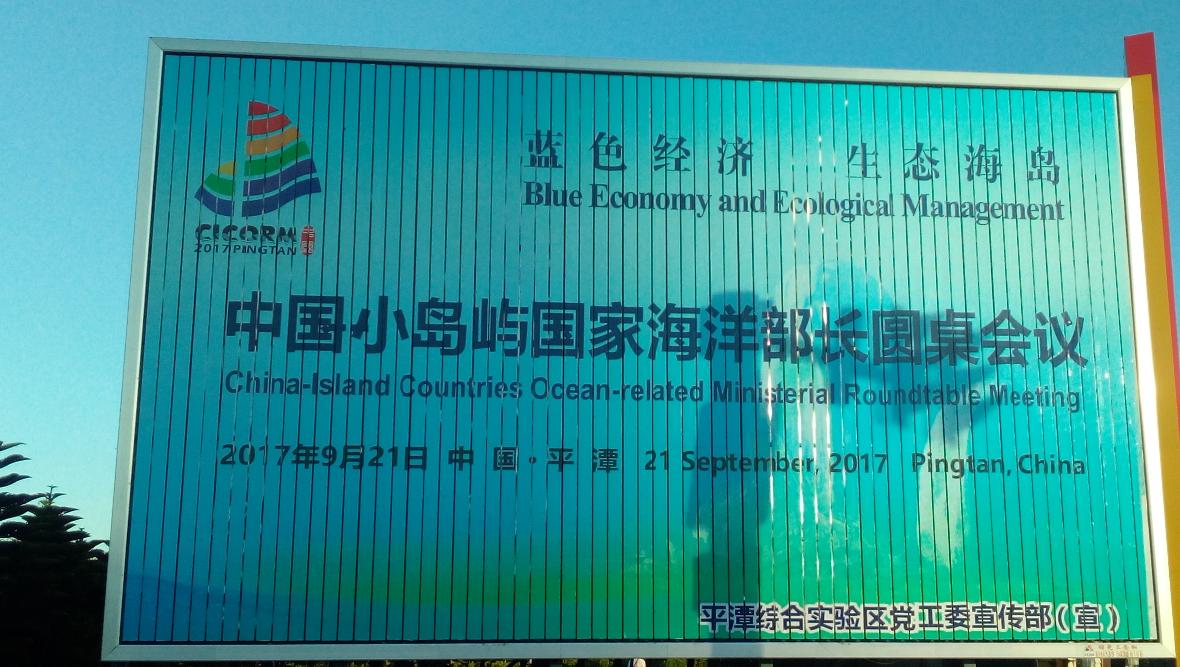 蓝色经济 生态海岛
Blue Economy and Ecological Management
CICORM
2017 PINGTAN
中国小岛屿国家海洋部长圆桌会议
China-Island Countries Ocean-related Ministerial Roundtable Meeting
2017年9月21日 中国·平潭 21 September, 2017 Pingtan, China
平潭综合实验区党工委宣传部(宣)